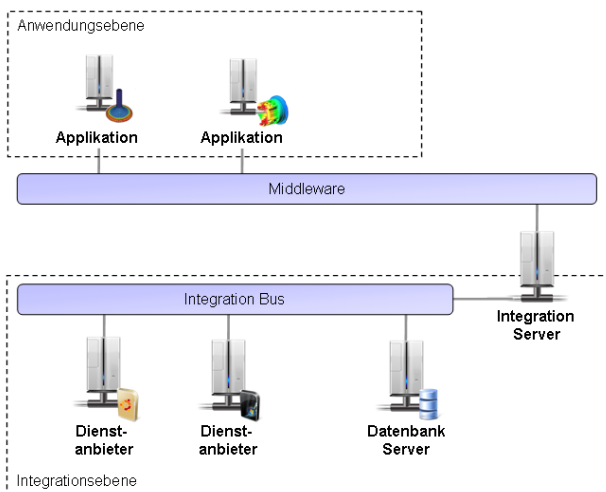 Anwendungsebene
Applikation
Applikation
Middleware
Integration Bus
Integration
Server
Dienst-
anbieter
Dienst-
anbieter
Datenbank
Server
Integrationsebene